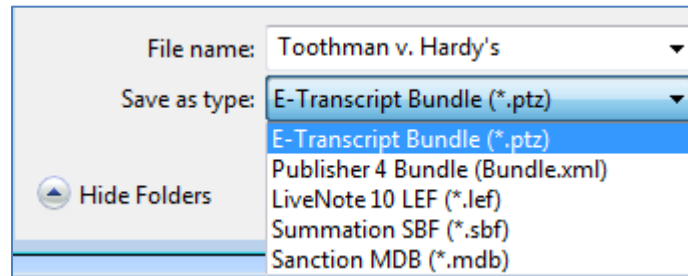 File name: Toothman v. Hardy's
Save as type: E-Transcript Bundle (*.ptz)
E-Transcript Bundle (*.ptz)
Publisher 4 Bundle (Bundle.xml)
Hide Folders
LiveNote 10 LEF (*.lef)
Summation SBF (*.sbf)
Sanction MDB (*.mdb)